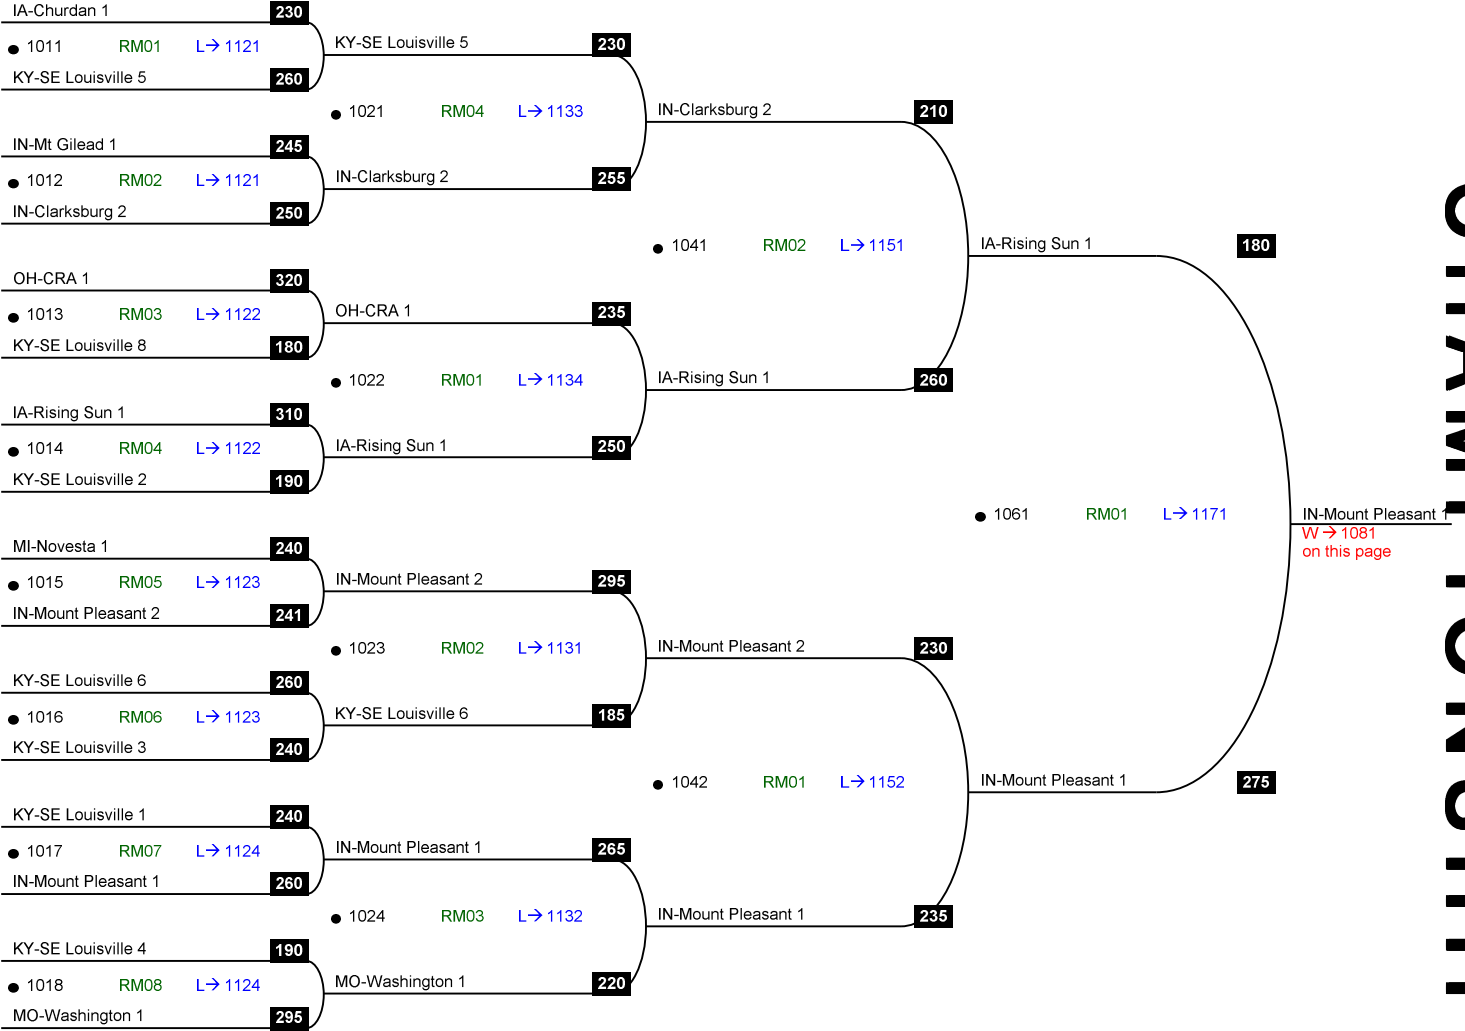 IA-Churdan 1 230
1011 RM01 L→ 1121
KY-SE Louisville 5 260
IN-Mt Gilead 1 245
1012 RM02 L→ 1121
IN-Clarksburg 2 250
OH-CRA 1 320
1013 RM03 L→ 1122
KY-SE Louisville 8 180
IA-Rising Sun 1 310
1014 RM04 L→ 1122
KY-SE Louisville 2 190
MI-Novesta 1 240
1015 RM05 L→ 1123
IN-Mount Pleasant 2 241
KY-SE Louisville 6 260
1016 RM06 L→ 1123
KY-SE Louisville 3 240
KY-SE Louisville 1 240
1017 RM07 L→ 1124
IN-Mount Pleasant 1 260
KY-SE Louisville 4 190
1018 RM08 L→ 1124
MO-Washington 1 295
KY-SE Louisville 5 230
1021 RM04 L→ 1133
IN-Clarksburg 2 255
OH-CRA 1 235
1022 RM01 L→ 1134
IA-Rising Sun 1 250
IN-Mount Pleasant 2 295
1023 RM02 L→ 1131
KY-SE Louisville 6 185
IN-Mount Pleasant 1 265
1024 RM03 L→ 1132
MO-Washington 1 220
IN-Clarksburg 2 210
1041 RM02 L→ 1151
IA-Rising Sun 1 260
IN-Mount Pleasant 2 230
1042 RM01 L→ 1152
IN-Mount Pleasant 1 235
IA-Rising Sun 1 180
1061 RM01 L→ 1171
IN-Mount Pleasant 1 275
IN-Mount Pleasant 1
W → 1081
on this page